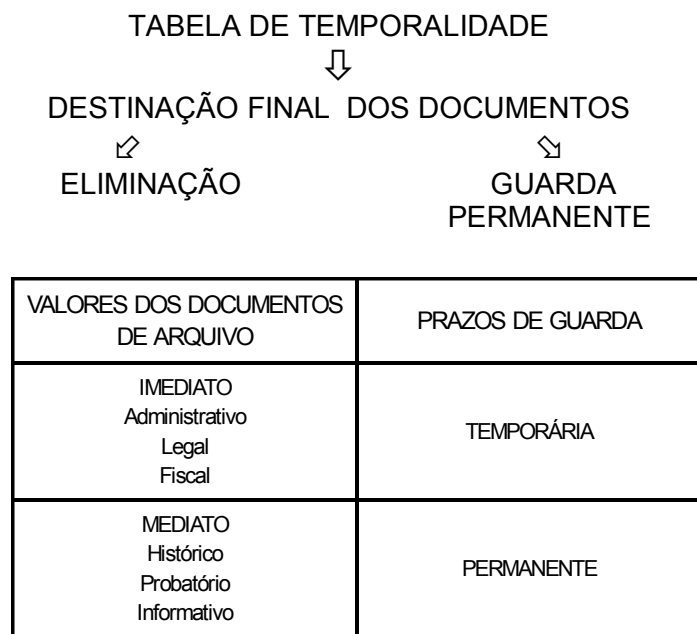 TABELA DE TEMPORALIDADE
⇩
DESTINAÇÃO FINAL DOS DOCUMENTOS
⬃ ⬂
ELIMINAÇÃO GUARDA
PERMANENTE
VALORES DOS DOCUMENTOS
DE ARQUIVO
PRAZOS DE GUARDA
IMEDIATO
Administrativo
Legal
Fiscal
TEMPORÁRIA
MEDIATO
Histórico
Probatório
Informativo
PERMANENTE